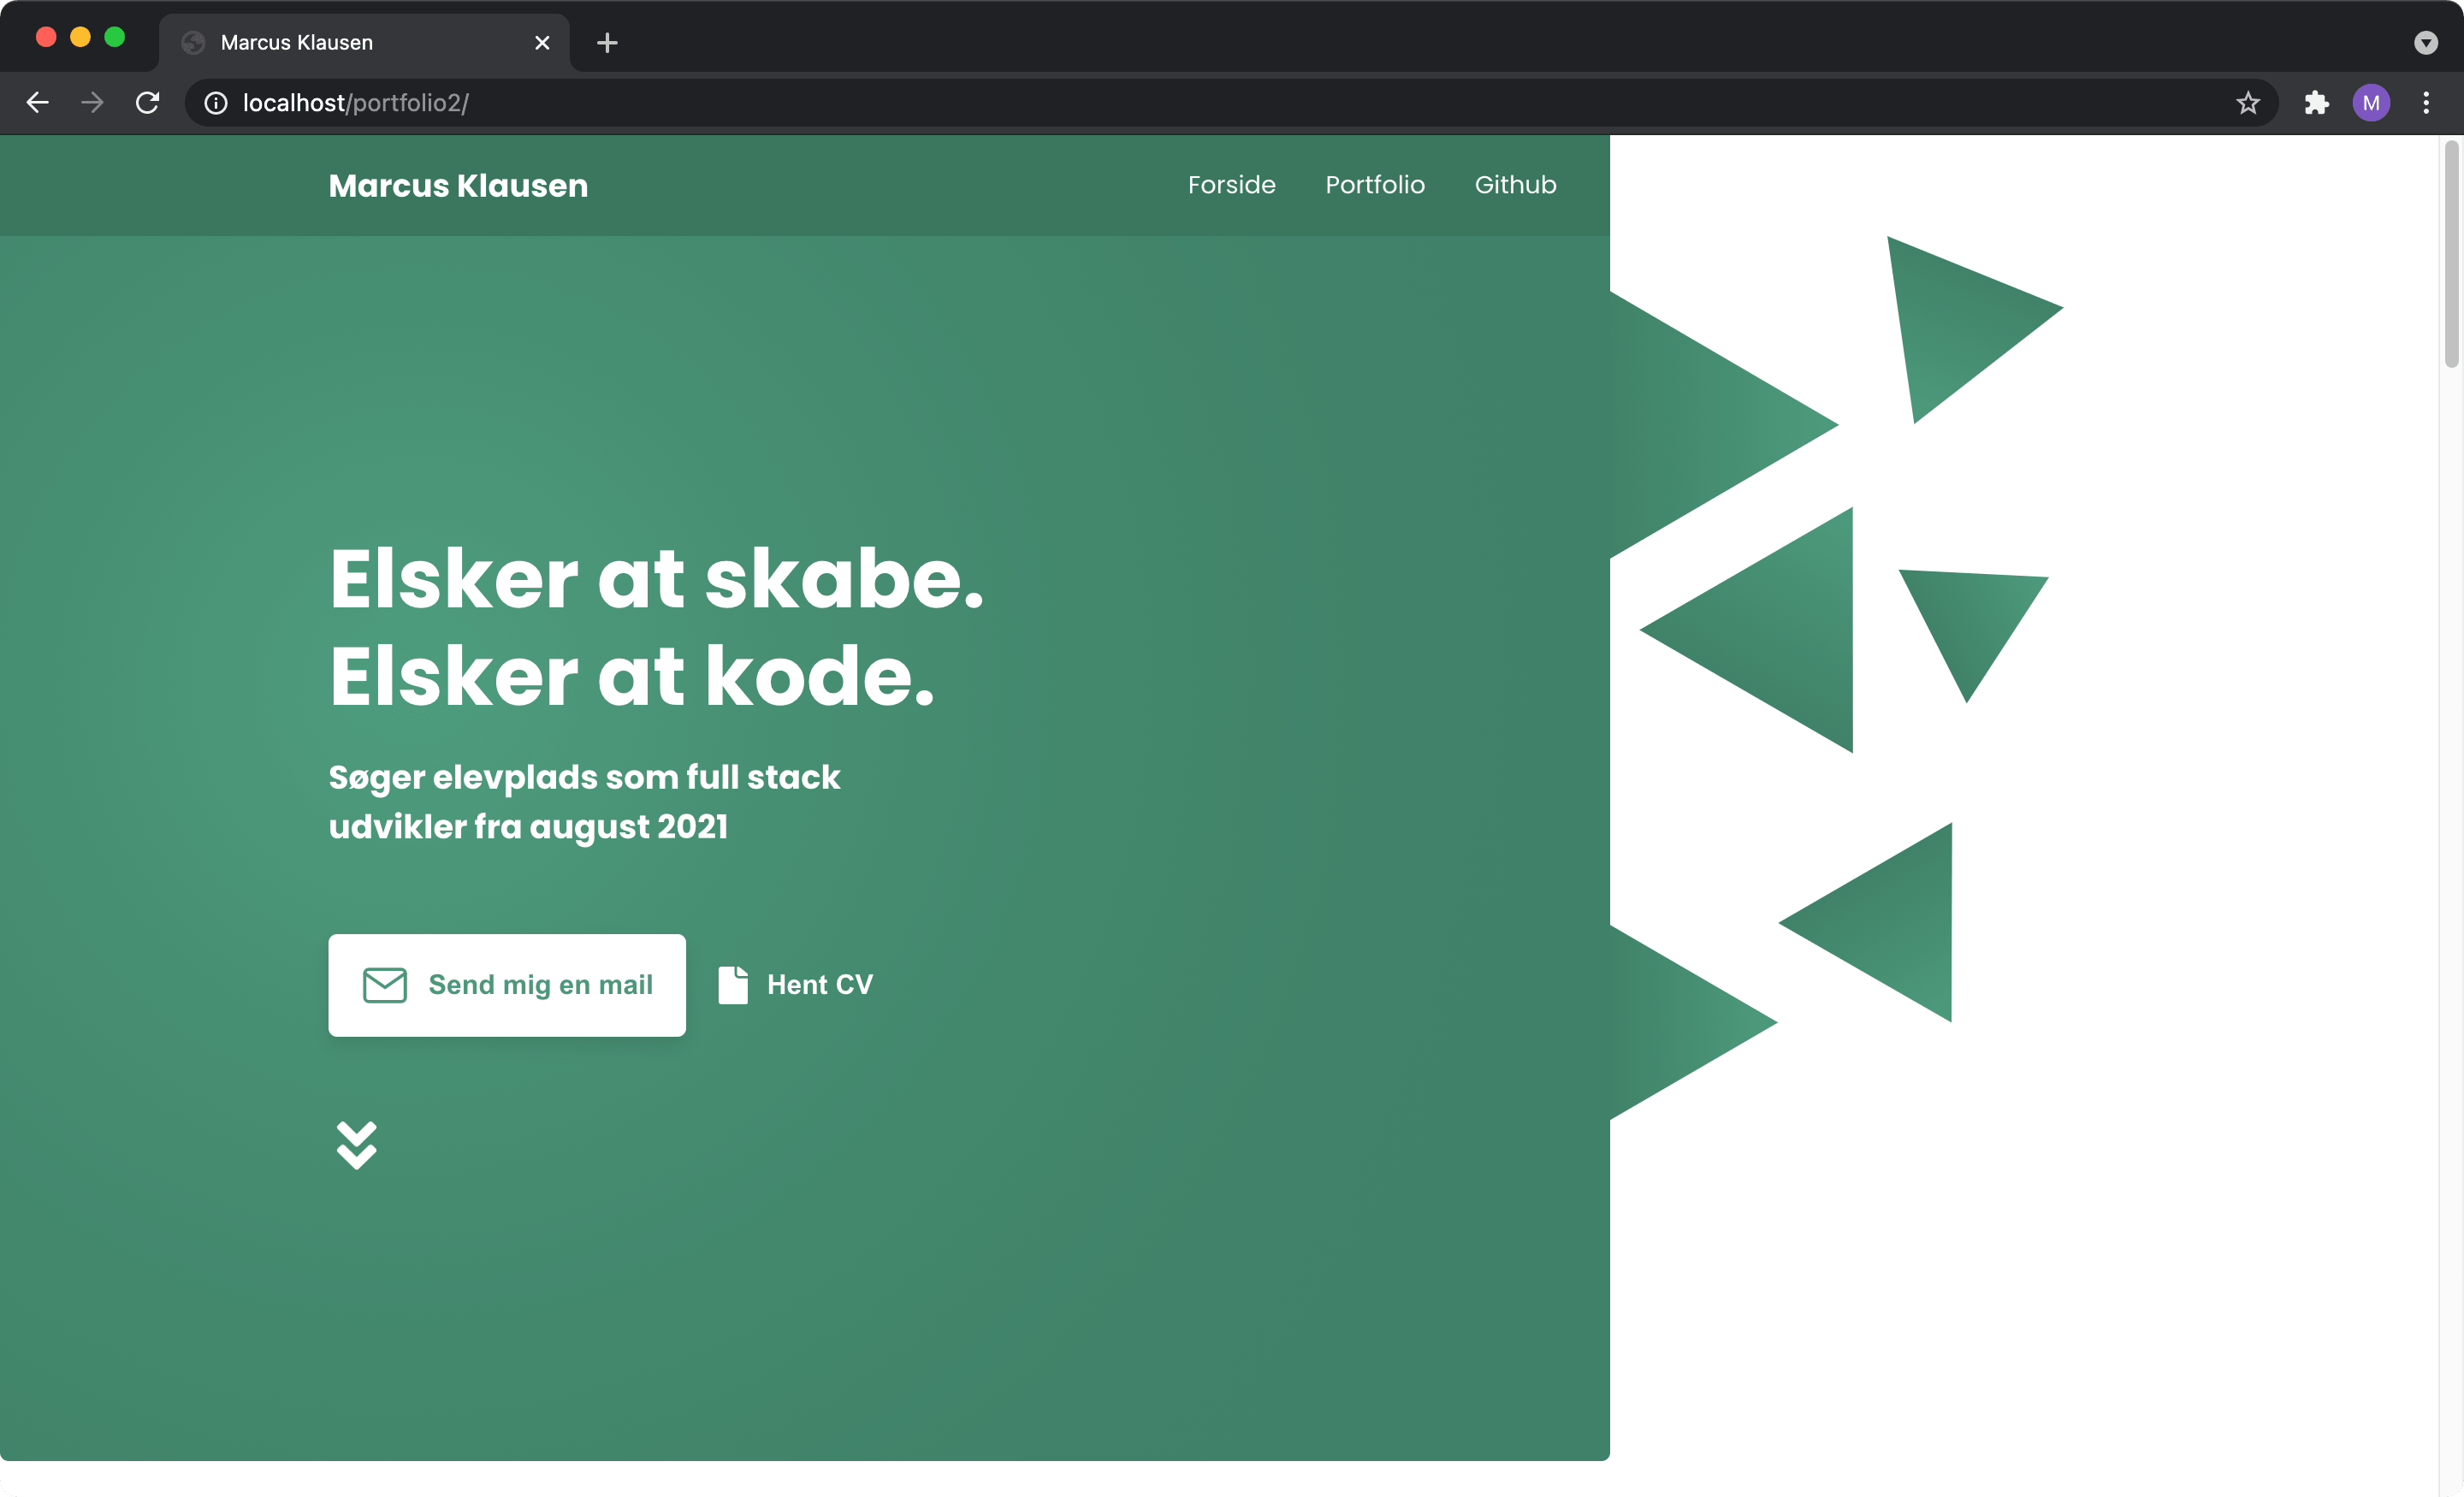 Marcus Klausen
localhost/portfolio2/
M
Marcus Klausen
Forside
Portfolio
Github
Elsker at skabe.
Elsker at kode.
Søger elevplads som full stack
udvikler fra august 2021
Send mig en mail
Hent CV